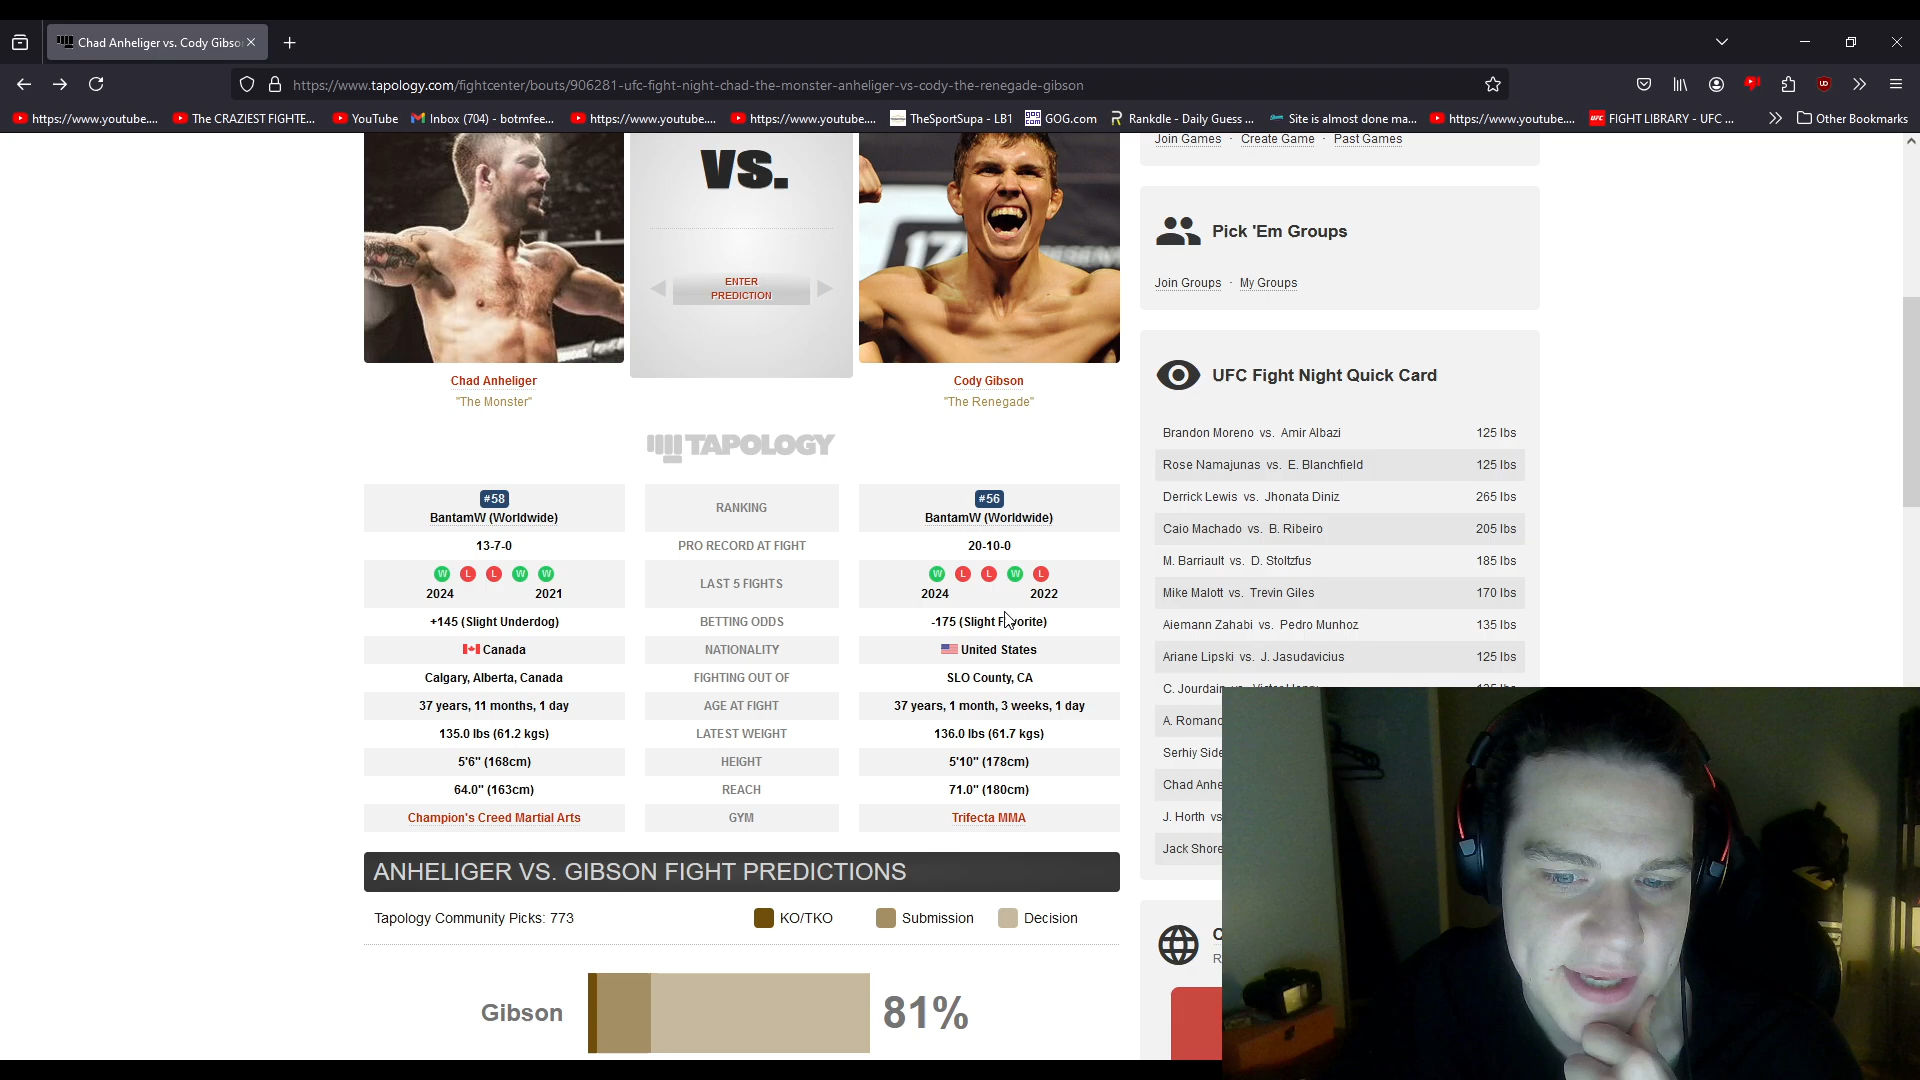 Chad Anheliger vs. Cody Gibso
https://www.tapology.com/fightcenter/bouts/906281-ufc-fight-night-chad-the-monster-anheliger-vs-cody-the-renegade-gibson
https://www.youtube.... The CRAZIEST FIGHTE... YouTube Inbox (704) - botmfee... https://www.youtube.... https://www.youtube.... TheSportSupa - LB1 GOG.com Rankdle - Daily Guess ... Site is almost done ma... https://www.youtube.... FIGHT LIBRARY - UFC ... Other Bookmarks
Join Games · Create Game · Past Games
VS.
ENTER
PREDICTION
Pick 'Em Groups
Join Groups · My Groups
Chad Anheliger
"The Monster"
Cody Gibson
"The Renegade"
TAPOLOGY
#58
BantamW (Worldwide)
RANKING
#56
BantamW (Worldwide)
13-7-0 PRO RECORD AT FIGHT 20-10-0
W L L W W
2024 2021
LAST 5 FIGHTS
W L L W L
2024 2022
+145 (Slight Underdog) BETTING ODDS -175 (Slight F vorite)
Canada NATIONALITY United States
Calgary, Alberta, Canada FIGHTING OUT OF SLO County, CA
37 years, 11 months, 1 day AGE AT FIGHT 37 years, 1 month, 3 weeks, 1 day
135.0 lbs (61.2 kgs) LATEST WEIGHT 136.0 lbs (61.7 kgs)
5'6" (168cm) HEIGHT 5'10" (178cm)
64.0" (163cm) REACH 71.0" (180cm)
Champion's Creed Martial Arts GYM Trifecta MMA
ANHELIGER VS. GIBSON FIGHT PREDICTIONS
Tapology Community Picks: 773 KO/TKO Submission Decision
Gibson 81%
UFC Fight Night Quick Card
Brandon Moreno vs. Amir Albazi 125 lbs
Rose Namajunas vs. E. Blanchfield 125 lbs
Derrick Lewis vs. Jhonata Diniz 265 lbs
Caio Machado vs. B. Ribeiro 205 lbs
M. Barriault vs. D. Stoltzfus 185 lbs
Mike Malott vs. Trevin Giles 170 lbs
Aiemann Zahabi vs. Pedro Munhoz 135 lbs
Ariane Lipski vs. J. Jasudavicius 125 lbs
C. Jourdain
A. Romano
Serhiy Side
Chad Anhe
J. Horth vs
Jack Shore